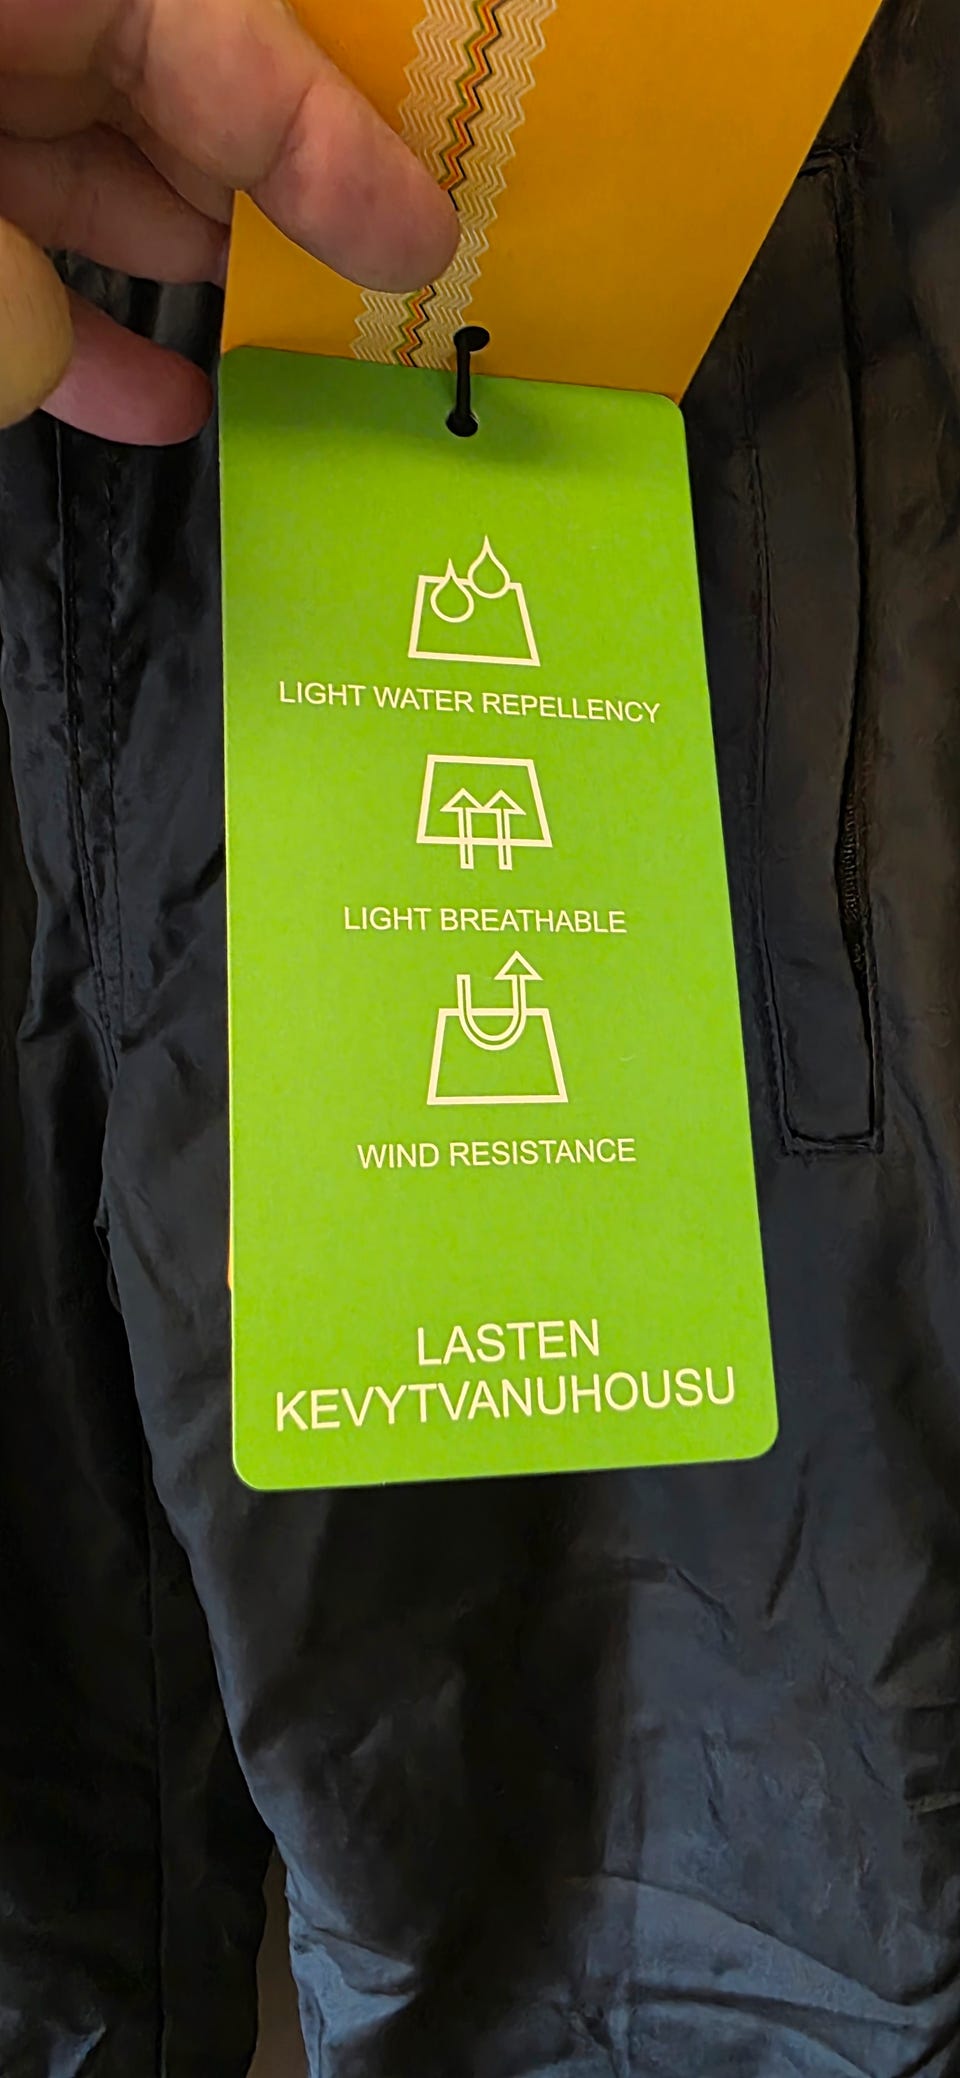 LIGHT WATER REPELLENCY
LIGHT BREATHABLE
WIND RESISTANCE
LASTEN
KEVYTVANUHOUSU